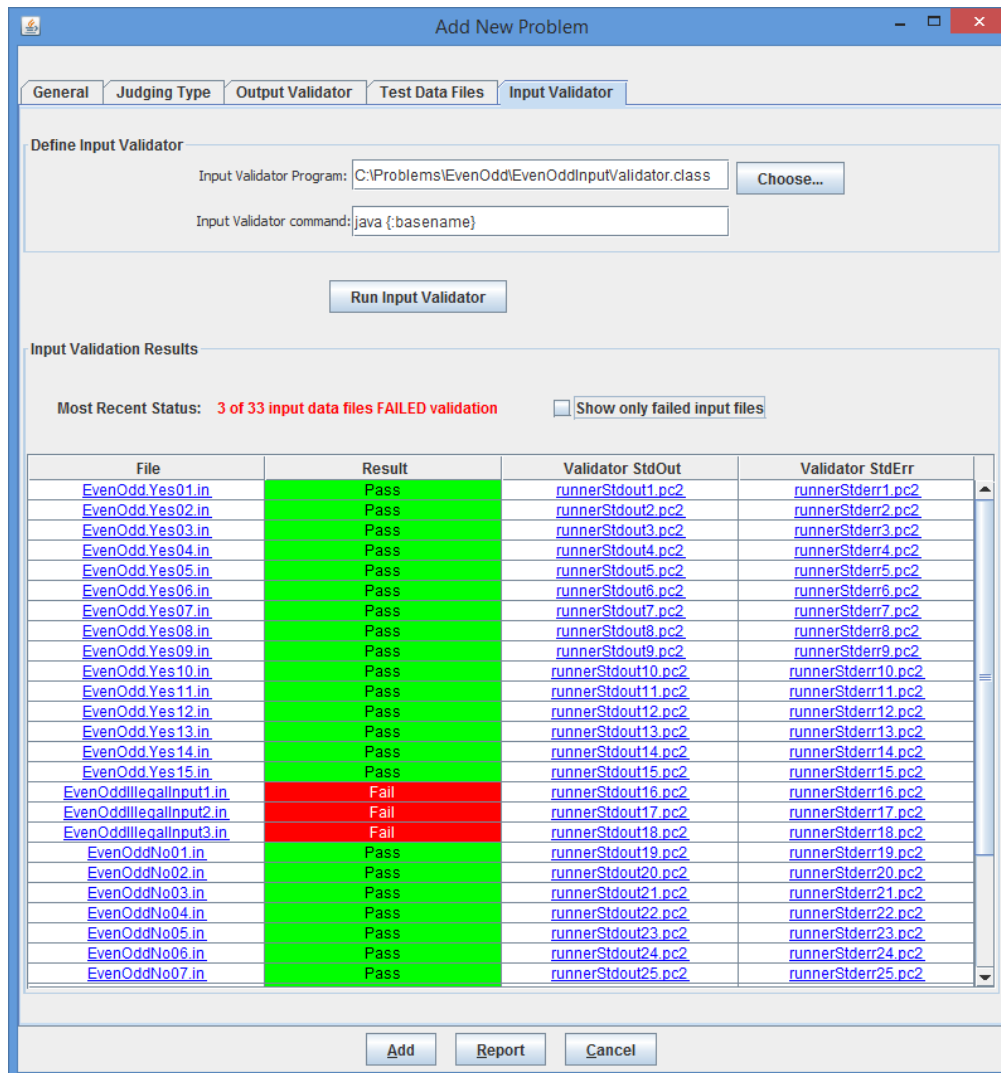 Add New Problem
General Judging Type Output Validator Test Data Files Input Validator
Define Input Validator
Input Validator Program: C:\Problems\EvenOdd\EvenOddInputValidator.class Choose...
Input Validator command: java {:basename}
Run Input Validator
Input Validation Results
Most Recent Status: 3 of 33 input data files FAILED validation Show only failed input files
File Result Validator StdOut Validator StdErr
EvenOdd.Yes01.in Pass runnerStdout1.pc2 runnerStderr1.pc2
EvenOdd.Yes02.in Pass runnerStdout2.pc2 runnerStderr2.pc2
EvenOdd.Yes03.in Pass runnerStdout3.pc2 runnerStderr3.pc2
EvenOdd.Yes04.in Pass runnerStdout4.pc2 runnerStderr4.pc2
EvenOdd.Yes05.in Pass runnerStdout5.pc2 runnerStderr5.pc2
EvenOdd.Yes06.in Pass runnerStdout6.pc2 runnerStderr6.pc2
EvenOdd.Yes07.in Pass runnerStdout7.pc2 runnerStderr7.pc2
EvenOdd.Yes08.in Pass runnerStdout8.pc2 runnerStderr8.pc2
EvenOdd.Yes09.in Pass runnerStdout9.pc2 runnerStderr9.pc2
EvenOdd.Yes10.in Pass runnerStdout10.pc2 runnerStderr10.pc2
EvenOdd.Yes11.in Pass runnerStdout11.pc2 runnerStderr11.pc2
EvenOdd.Yes12.in Pass runnerStdout12.pc2 runnerStderr12.pc2
EvenOdd.Yes13.in Pass runnerStdout13.pc2 runnerStderr13.pc2
EvenOdd.Yes14.in Pass runnerStdout14.pc2 runnerStderr14.pc2
EvenOdd.Yes15.in Pass runnerStdout15.pc2 runnerStderr15.pc2
EvenOddIllegalInput1.in Fail runnerStdout16.pc2 runnerStderr16.pc2
EvenOddIllegalInput2.in Fail runnerStdout17.pc2 runnerStderr17.pc2
EvenOddIllegalInput3.in Fail runnerStdout18.pc2 runnerStderr18.pc2
EvenOddNo01.in Pass runnerStdout19.pc2 runnerStderr19.pc2
EvenOddNo02.in Pass runnerStdout20.pc2 runnerStderr20.pc2
EvenOddNo03.in Pass runnerStdout21.pc2 runnerStderr21.pc2
EvenOddNo04.in Pass runnerStdout22.pc2 runnerStderr22.pc2
EvenOddNo05.in Pass runnerStdout23.pc2 runnerStderr23.pc2
EvenOddNo06.in Pass runnerStdout24.pc2 runnerStderr24.pc2
EvenOddNo07.in Pass runnerStdout25.pc2 runnerStderr25.pc2
Add Report Cancel